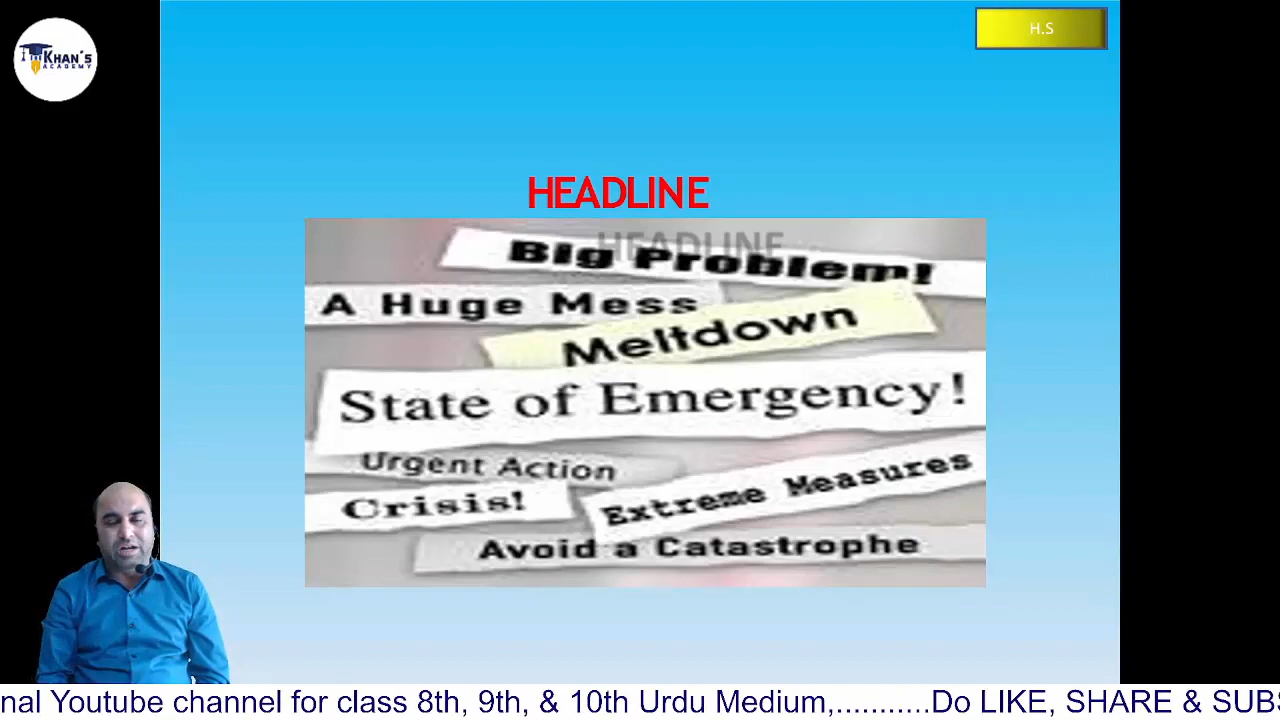 KHAN'S
ACADEMY
H.S
HEADLINE
HEADLINE
Big Problem!
A Huge Mess
Meltdown
State of Emergency!
Urgent Action
Crisis!
Extreme Measures
Avoid a Catastrophe
nal Youtube channel for class 8th, 9th, & 10th Urdu Medium,...........Do LIKE, SHARE & SUBS